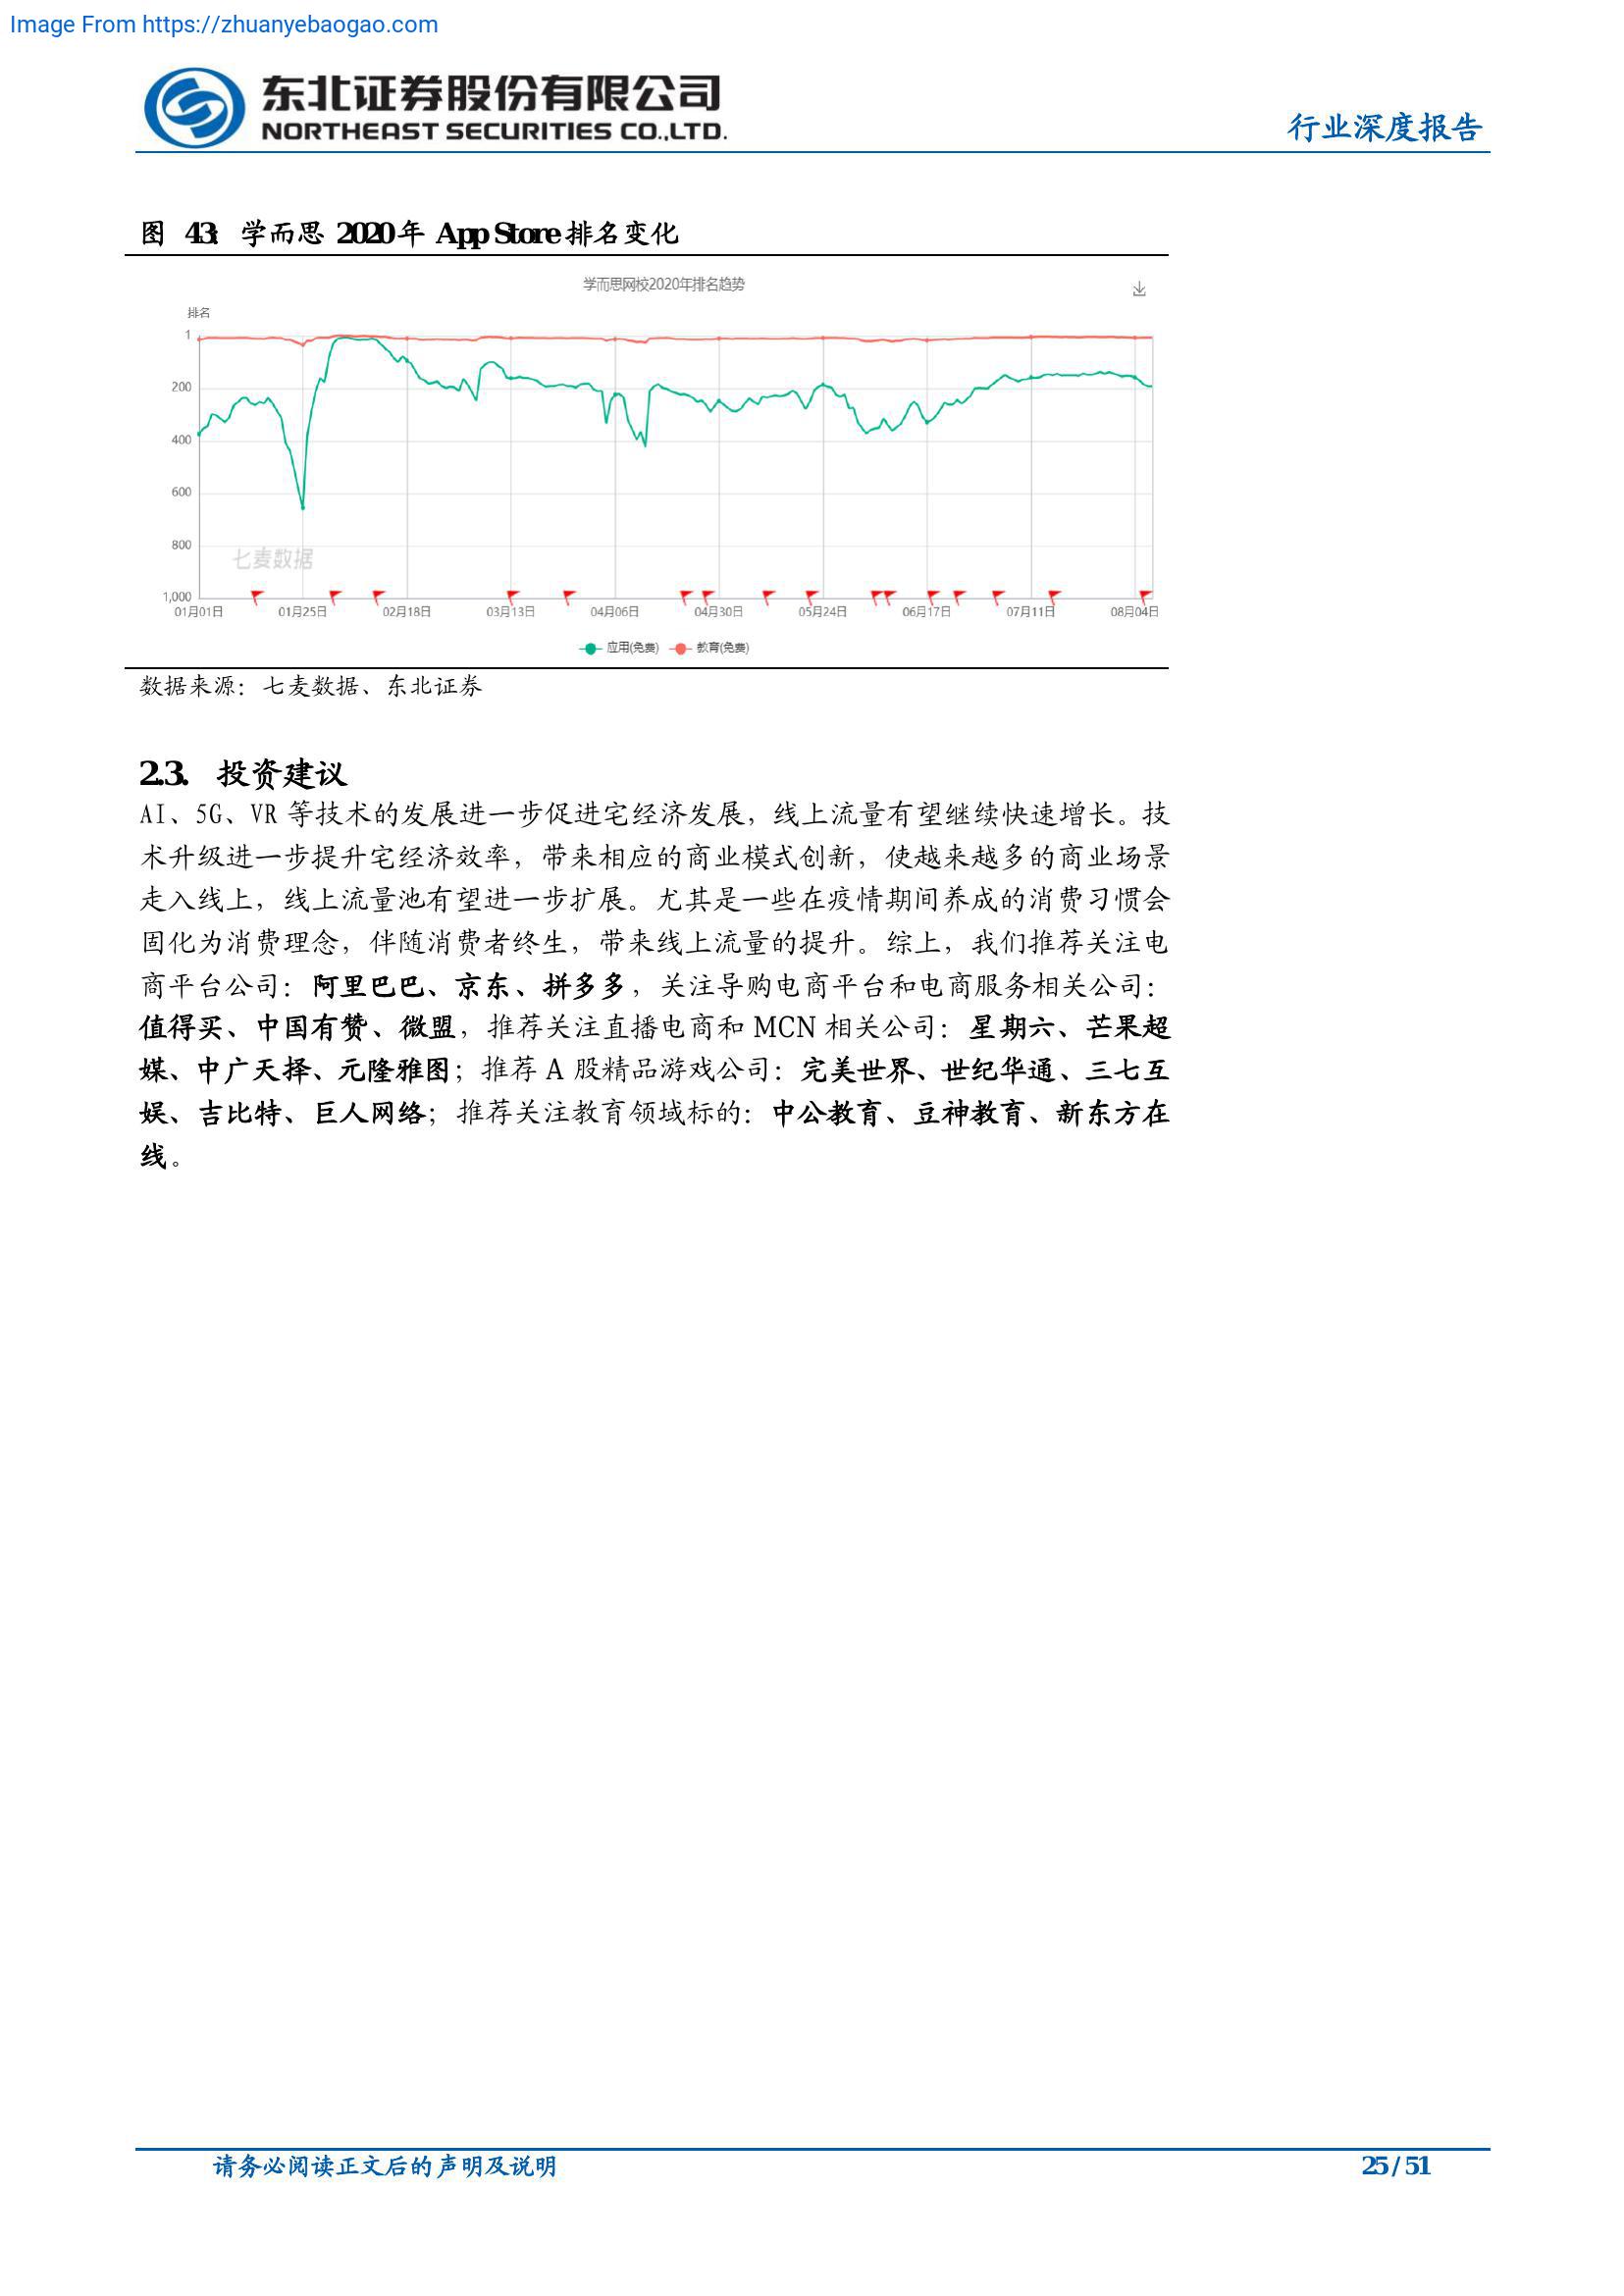 Image From https://zhuanyebaogao.com
东北证券股份有限公司
NORTHEAST SECURITIES CO.,LTD.
行业深度报告
图 43：学而思 2020 年 App Store 排名变化
学而思网校2020年排名趋势
排名
1
200
400
600
800
1,000
七麦数据
01月01日 01月25日 02月18日 03月13日 04月06日 04月30日 05月24日 06月17日 07月11日 08月04日
应用(免费) 教育(免费)
数据来源：七麦数据、东北证券
2.3. 投资建议
AI、5G、VR 等技术的发展进一步促进宅经济发展，线上流量有望继续快速增长。技
术升级进一步提升宅经济效率，带来相应的商业模式创新，使越来越多的商业场景
走入线上，线上流量池有望进一步扩展。尤其是一些在疫情期间养成的消费习惯会
固化为消费理念，伴随消费者终生，带来线上流量的提升。综上，我们推荐关注电
商平台公司：阿里巴巴、京东、拼多多，关注导购电商平台和电商服务相关公司：
值得买、中国有赞、微盟，推荐关注直播电商和 MCN 相关公司：星期六、芒果超
媒、中广天择、元隆雅图；推荐 A 股精品游戏公司：完美世界、世纪华通、三七互
娱、吉比特、巨人网络；推荐关注教育领域标的：中公教育、豆神教育、新东方在
线。
请务必阅读正文后的声明及说明
25 / 51